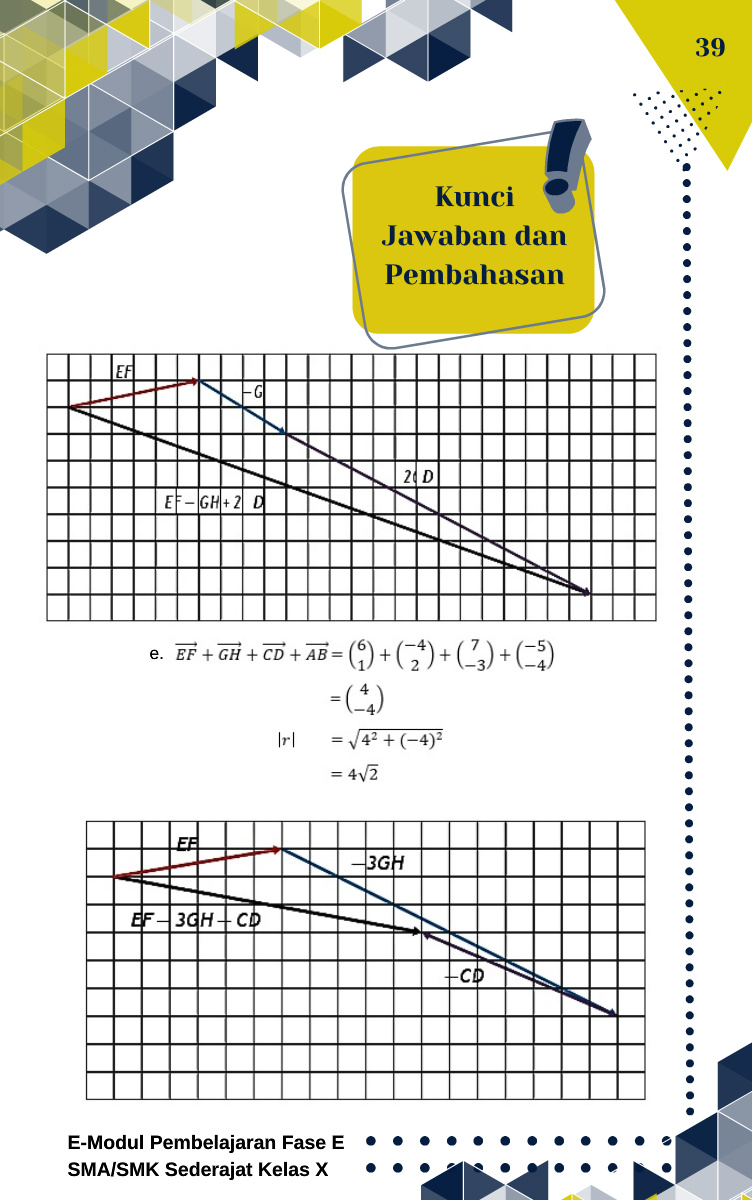 39
Kunci
Jawaban dan
Pembahasan
EF
−G
2 D
EF − GH + 2 D
e. $\overrightarrow{EF} + \overrightarrow{GH} + \overrightarrow{CD} + \overrightarrow{AB} = \binom{6}{1} + \binom{-4}{2} + \binom{7}{-3} + \binom{-5}{-4}$
$= \binom{4}{-4}$
$|r| = \sqrt{4^2 + (-4)^2}$
$= 4\sqrt{2}$
EF
−3GH
EF − 3GH − CD
−CD
E-Modul Pembelajaran Fase E
SMA/SMK Sederajat Kelas X